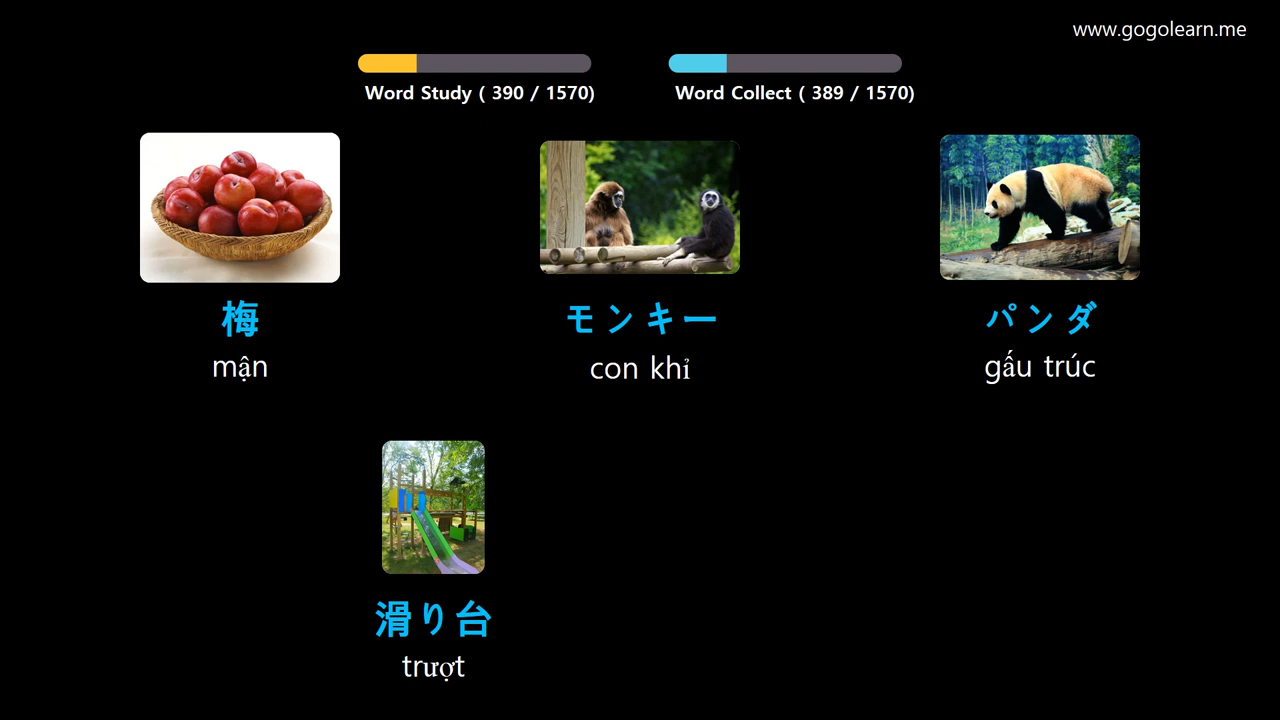 www.gogolearn.me
Word Study ( 390 / 1570)
Word Collect ( 389 / 1570)
梅
mận
モンキー
con khỉ
パンダ
gấu trúc
滑り台
trượt